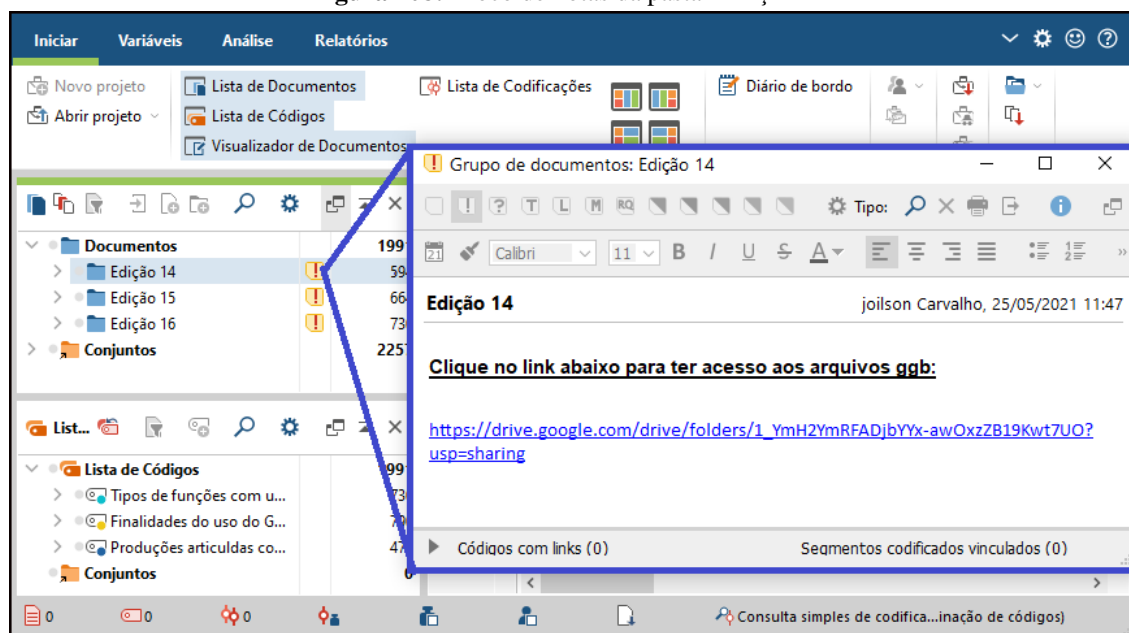 Iniciar Variáveis Análise Relatórios
Novo projeto Lista de Documentos Lista de Codificações Diário de bordo
Abrir projeto Lista de Códigos
Visualizador de Documentos
Grupo de documentos: Edição 14
T L M RQ Tipo:
21 Calibri 11 B I U S A
Documentos 1991
Edição 14
Edição 15
Edição 16
Conjuntos 2257
Edição 14 joilson Carvalho, 25/05/2021 11:47
Clique no link abaixo para ter acesso aos arquivos ggb:
https://drive.google.com/drive/folders/1_YmH2YmRFADjbYYx-awOxzZB19Kwt7UO?
usp=sharing
List...
Lista de Códigos
Tipos de funções com u...
Finalidades do uso do G...
Produções articuldas co...
Conjuntos
Códigos com links (0) Segmentos codificados vinculados (0)
0 0 0 Consulta simples de codifica...inação de códigos)